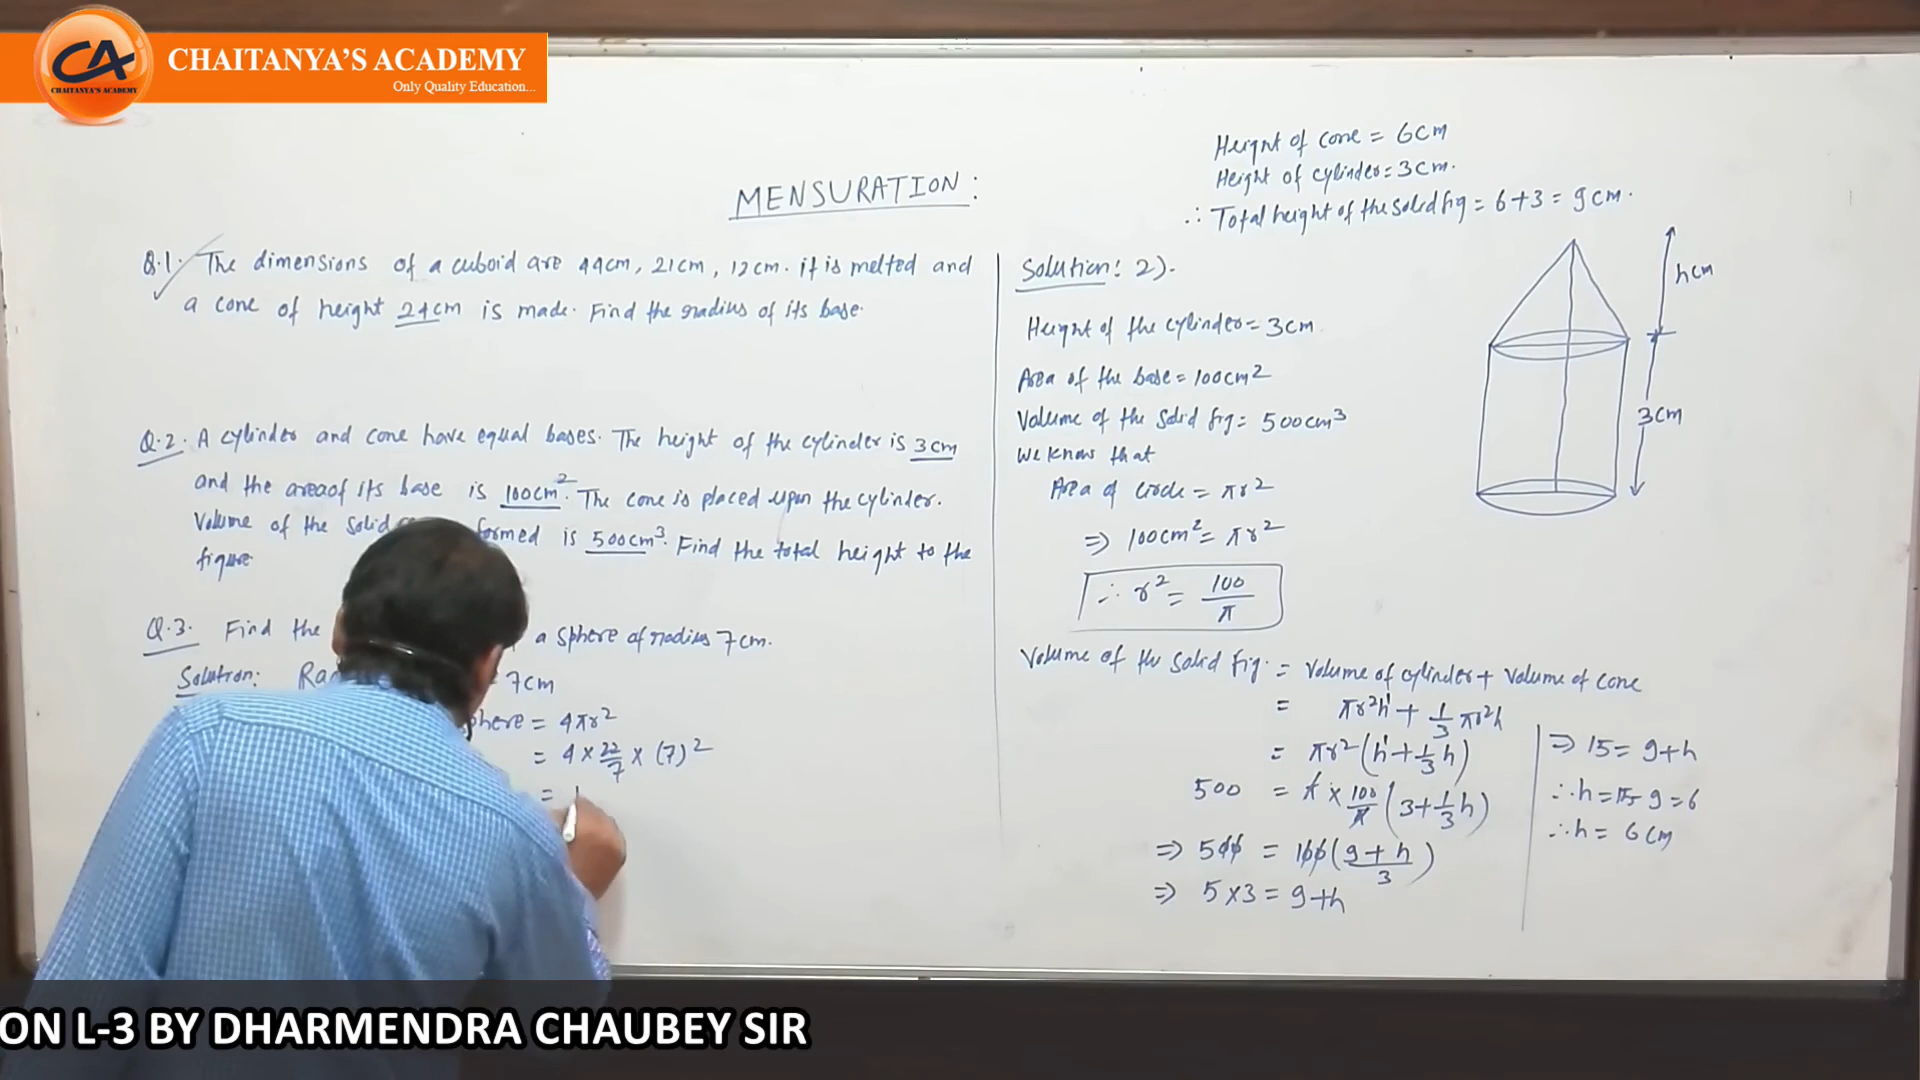 CHAITANYA'S ACADEMY
Only Quality Education...
CA
CHAITANYA'S ACADEMY
MENSURATION:
Q.1. The dimensions of a cuboid are 44cm, 21cm, 12cm. it is melted and
a cone of height 24cm is made. Find the radius of its base.
Q.2. A cylinder and cone have equal bases. The height of the cylinder is 3cm
and the area of its base is 100cm². The cone is placed upon the cylinder.
Volume of the solid formed is 500cm³. Find the total height to the
figure
Q.3. Find the a sphere of radius 7cm.
Solution: = 7cm
= 4πr²
= 4 × 22/7 × (7)²
= 1
Height of cone = 6cm
Height of cylinder = 3cm.
∴ Total height of the solid fig = 6+3 = 9cm.
Solution: 2).
Height of the cylinder = 3cm
Area of the base = 100cm²
Volume of the solid fig = 500cm³
We know that
Area of circle = πr²
⇒ 100cm² = πr²
∴ r² = 100/π
Volume of the solid fig. = Volume of cylinder + Volume of cone
= πr²h' + 1/3 πr²h
= πr²(h' + 1/3 h)
500 = π × 100/π (3 + 1/3 h)
⇒ 500 = 100 (9+h/3)
⇒ 5×3 = 9+h
⇒ 15 = 9+h
∴ h = 15-9 = 6
∴ h = 6cm
hcm
3cm
ON L-3 BY DHARMENDRA CHAUBEY SIR